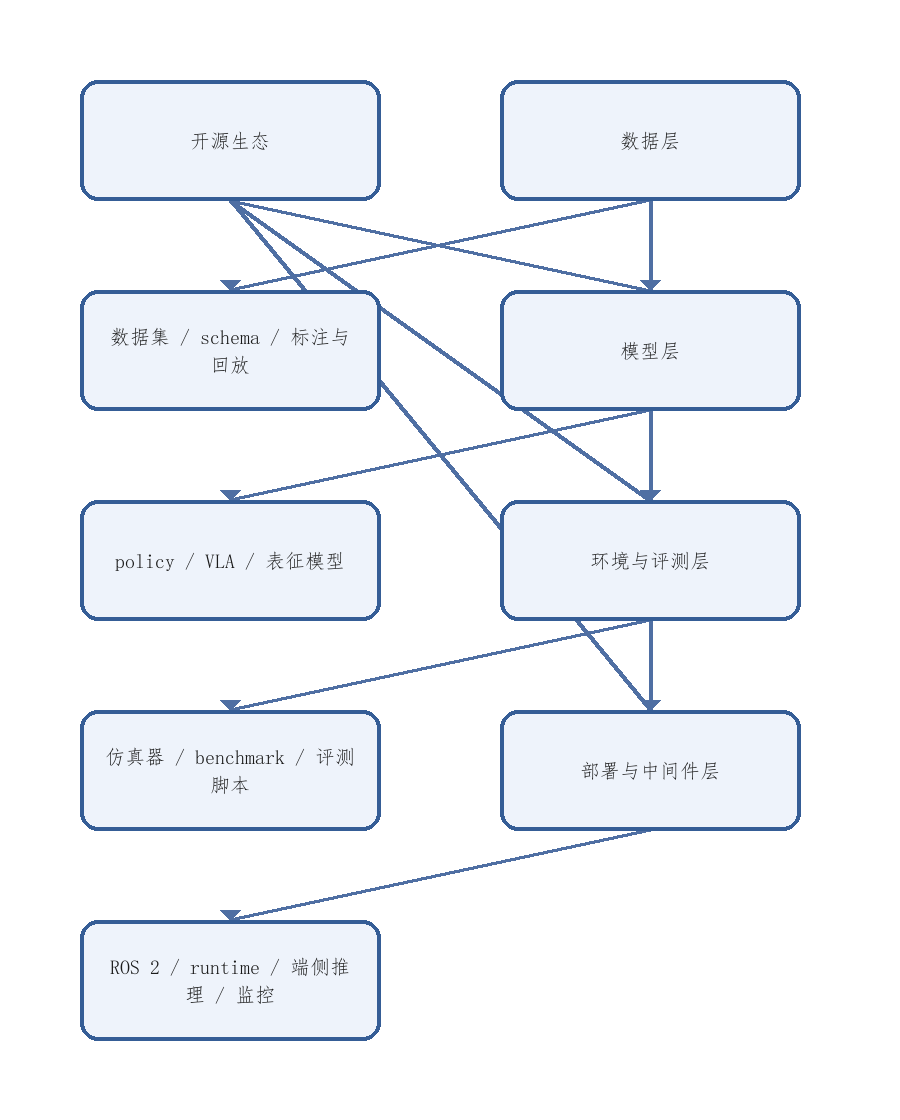 开源生态
数据层
数据集 / schema / 标注与
回放
模型层
policy / VLA / 表征模型
环境与评测层
仿真器 / benchmark / 评测
脚本
部署与中间件层
ROS 2 / runtime / 端侧推
理 / 监控